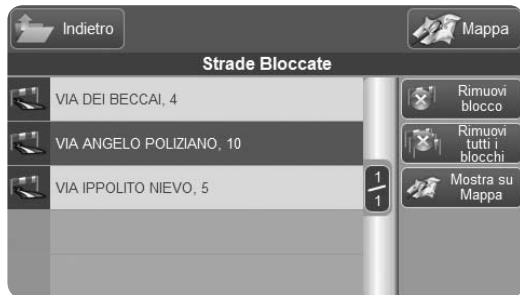 Indietro
Mappa
Strade Bloccate
VIA DEI BECCAI, 4
Rimuovi
blocco
VIA ANGELO POLIZIANO, 10
Rimuovi
tutti i
blocchi
VIA IPPOLITO NIEVO, 5
1
1
Mostra su
Mappa